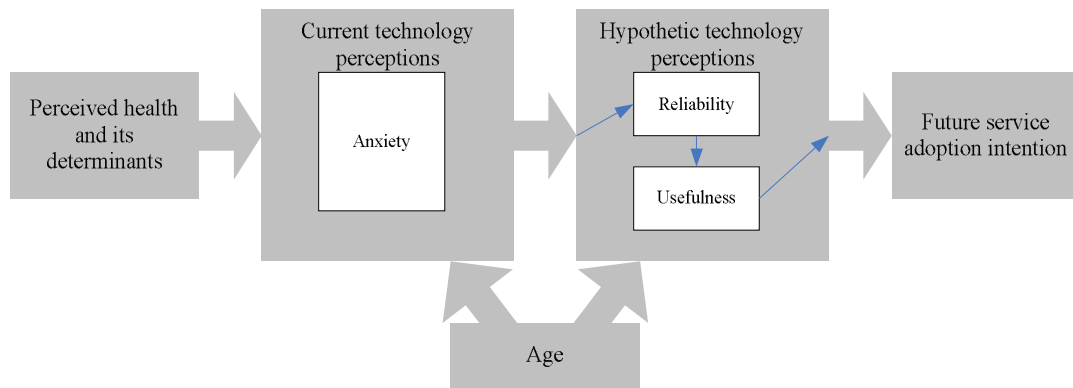 Perceived health
and its
determinants
Current technology
perceptions
Anxiety
Hypothetic technology
perceptions
Reliability
Usefulness
Future service
adoption intention
Age